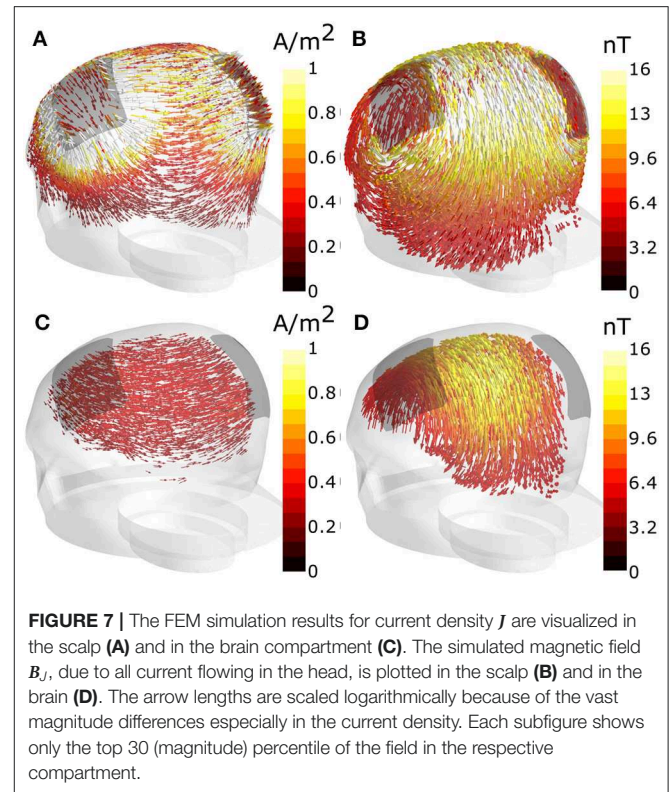 A
A/m²
1
0.8
0.6
0.4
0.2
0
B
nT
16
13
9.6
6.4
3.2
0
C
A/m²
1
0.8
0.6
0.4
0.2
0
D
nT
16
13
9.6
6.4
3.2
0
FIGURE 7 | The FEM simulation results for current density J are visualized in
the scalp (A) and in the brain compartment (C). The simulated magnetic field
B_J, due to all current flowing in the head, is plotted in the scalp (B) and in the
brain (D). The arrow lengths are scaled logarithmically because of the vast
magnitude differences especially in the current density. Each subfigure shows
only the top 30 (magnitude) percentile of the field in the respective
compartment.